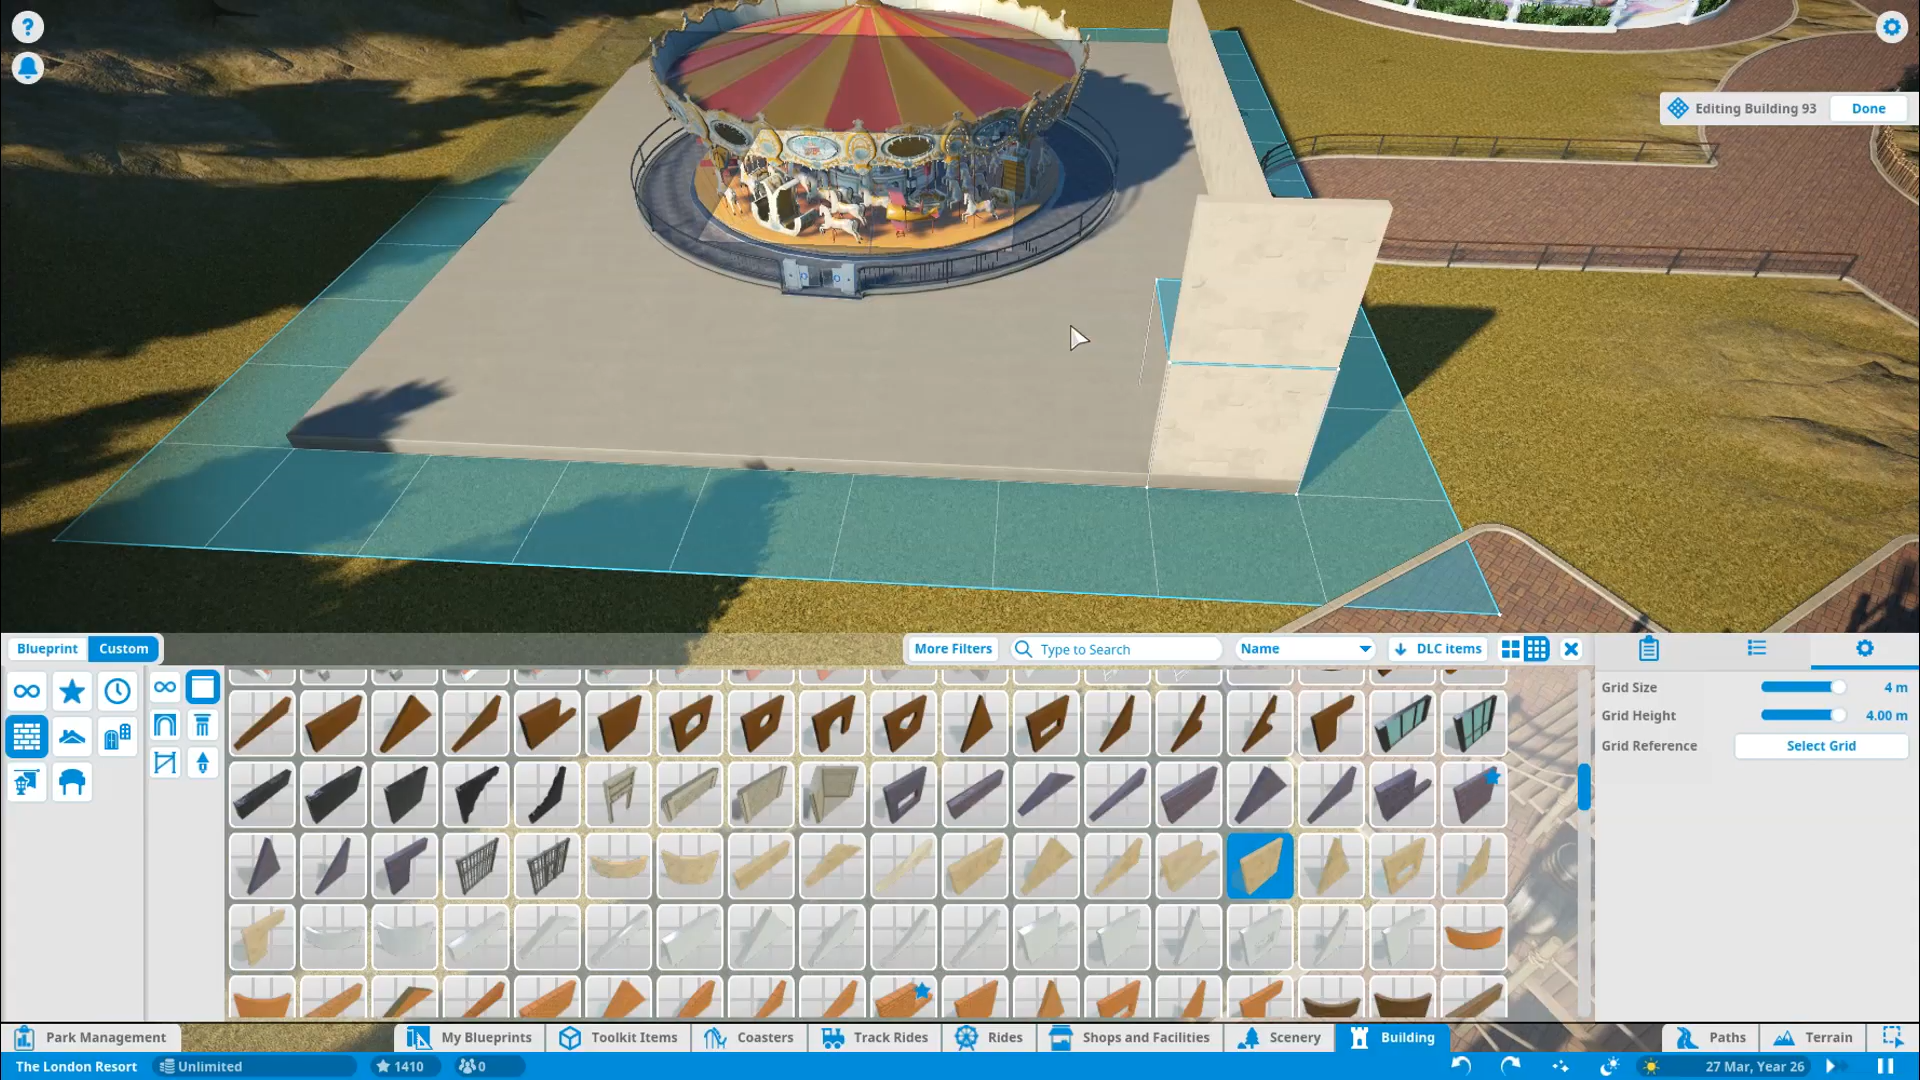 ?
Editing Building 93
Done
Blueprint
Custom
More Filters
Type to Search
Name
DLC items
Grid Size
4 m
Grid Height
4.00 m
Grid Reference
Select Grid
Park Management
My Blueprints
Toolkit Items
Coasters
Track Rides
Rides
Shops and Facilities
Scenery
Building
Paths
Terrain
The London Resort
Unlimited
1410
0
27 Mar, Year 26